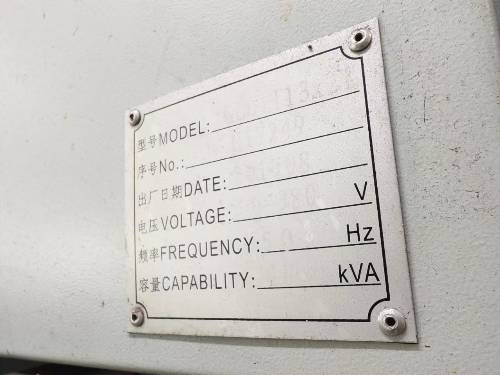 型号MODEL:
序号No.:
出厂日期DATE:
电压VOLTAGE: V
频率FREQUENCY: Hz
容量CAPABILITY: kVA